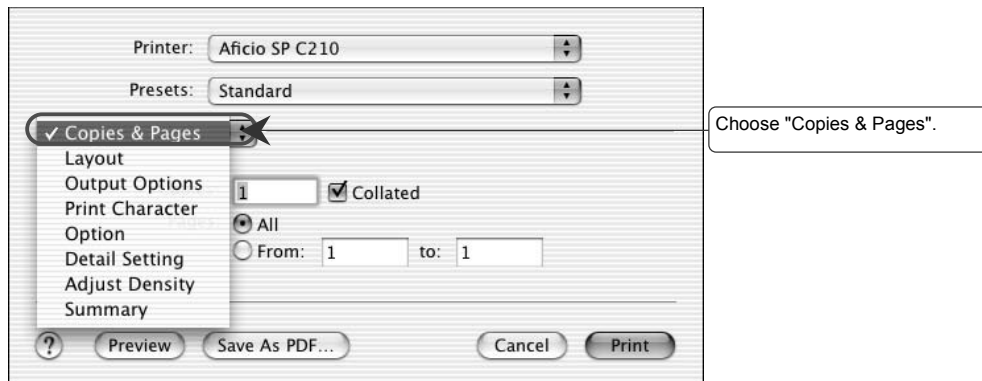 Printer: Aficio SP C210
Presets: Standard
✓ Copies & Pages
Choose "Copies & Pages".
Layout
Output Options
1 Collated
Print Character
All
Option
From: 1 to: 1
Detail Setting
Adjust Density
Summary
? Preview Save As PDF... Cancel Print